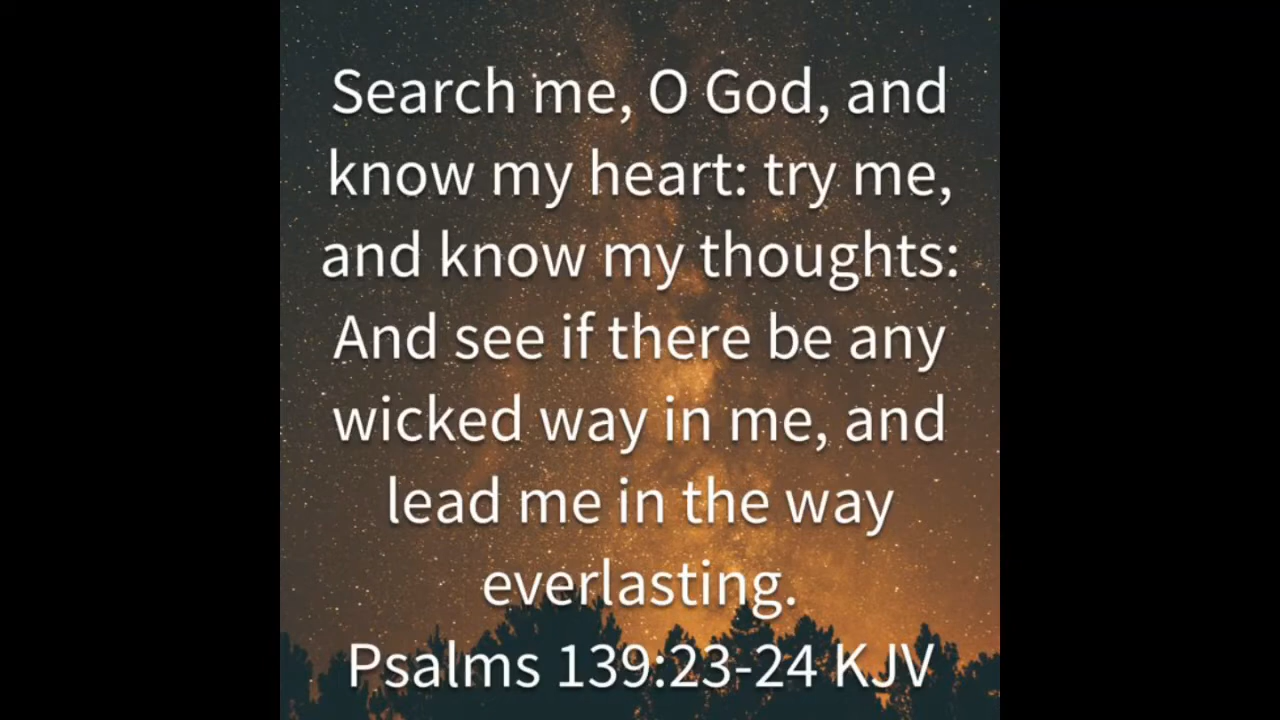 Search me, O God, and
know my heart: try me,
and know my thoughts:
And see if there be any
wicked way in me, and
lead me in the way
everlasting.
Psalms 139:23-24 KJV